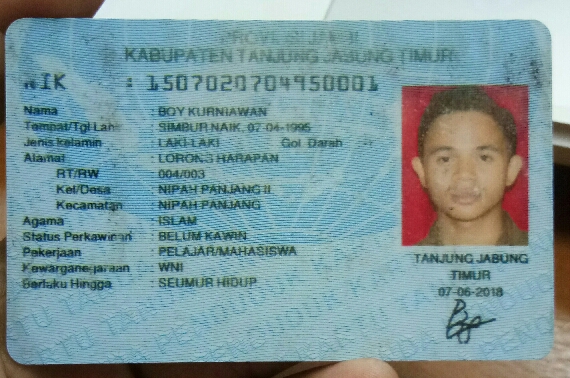 PROVINSI JAMBI
KABUPATEN TANJUNG JABUNG TIMUR
NIK : 1507020704950001
Nama : BOY KURNIAWAN
Tempat/Tgl Lahir : SIMBUR NAIK, 07-04-1995
Jenis kelamin : LAKI-LAKI Gol. Darah
Alamat : LORONG HARAPAN
RT/RW : 004/003
Kel/Desa : NIPAH PANJANG II
Kecamatan : NIPAH PANJANG
Agama : ISLAM
Status Perkawinan : BELUM KAWIN
Pekerjaan : PELAJAR/MAHASISWA
Kewarganegaraan : WNI
Berlaku Hingga : SEUMUR HIDUP
TANJUNG JABUNG
TIMUR
07-06-2018